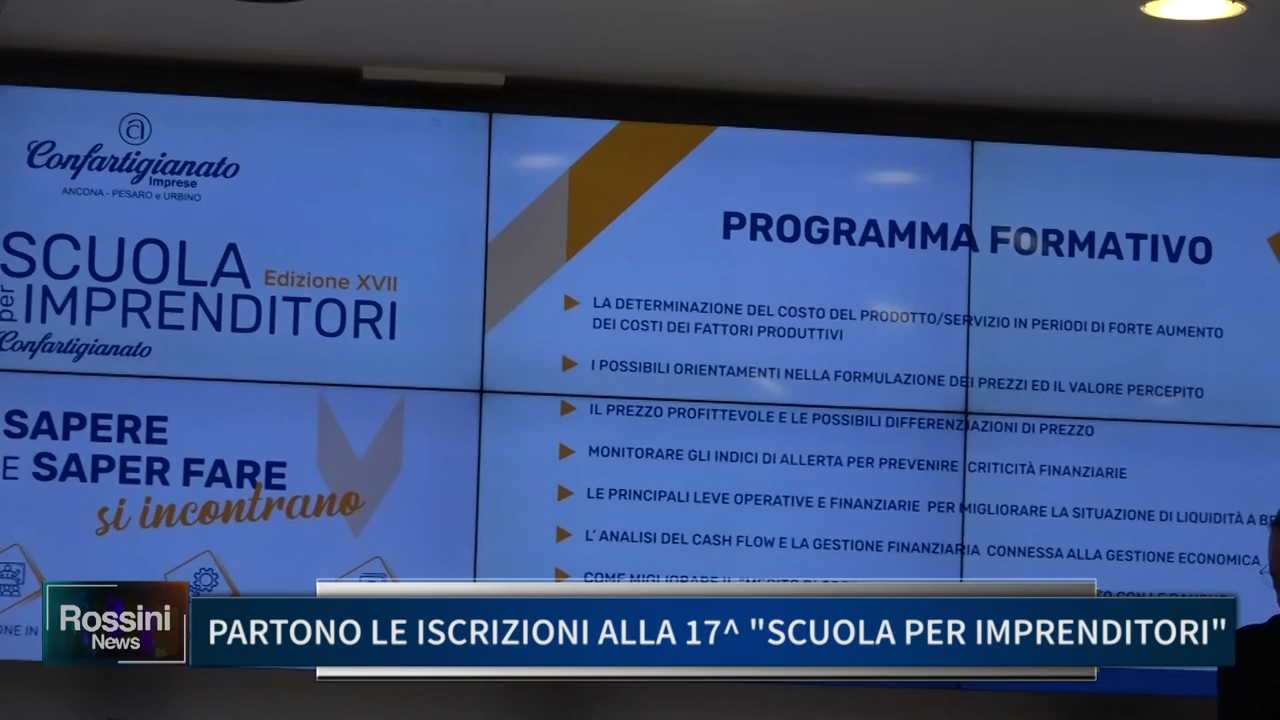 Confartigianato
Imprese
ANCONA - PESARO e URBINO
SCUOLA
Edizione XVII
per IMPRENDITORI
Confartigianato
SAPERE
E SAPER FARE
si incontrano
PROGRAMMA FORMATIVO
LA DETERMINAZIONE DEL COSTO DEL PRODOTTO/SERVIZIO IN PERIODI DI FORTE AUMENTO
DEI COSTI DEI FATTORI PRODUTTIVI
I POSSIBILI ORIENTAMENTI NELLA FORMULAZIONE DEI PREZZI ED IL VALORE PERCEPITO
IL PREZZO PROFITTEVOLE E LE POSSIBILI DIFFERENZIAZIONI DI PREZZO
MONITORARE GLI INDICI DI ALLERTA PER PREVENIRE CRITICITÀ FINANZIARIE
LE PRINCIPALI LEVE OPERATIVE E FINANZIARIE PER MIGLIORARE LA SITUAZIONE DI LIQUIDITÀ A
L' ANALISI DEL CASH FLOW E LA GESTIONE FINANZIARIA CONNESSA ALLA GESTIONE ECONOMICA
COME MIGLIORARE IL
Rossini
News
PARTONO LE ISCRIZIONI ALLA 17^ "SCUOLA PER IMPRENDITORI"